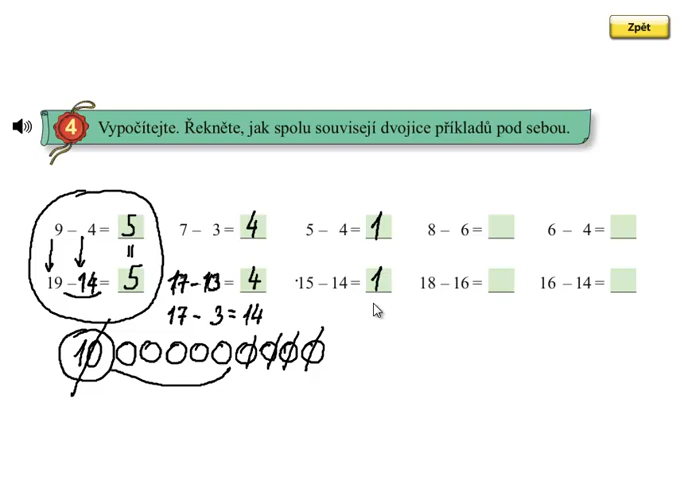 Zpět
4 Vypočítejte. Řekněte, jak spolu souvisejí dvojice příkladů pod sebou.
9 – 4 = 5 7 – 3 = 4 5 – 4 = 1 8 – 6 = 6 – 4 =
=
19 – 14 = 5 17 – 13 = 4 15 – 14 = 1 18 – 16 = 16 – 14 =
17 – 3 = 14
10